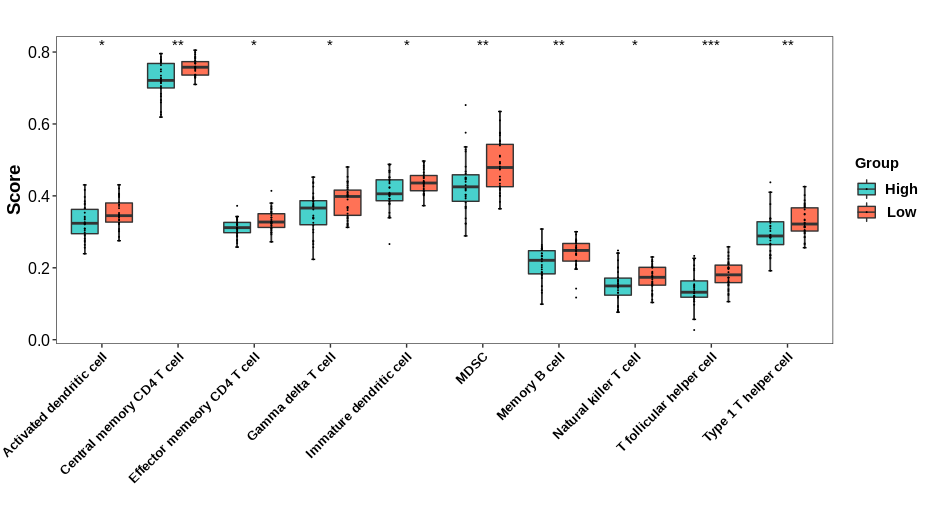 * ** * * * ** ** * *** **
0.8
0.6
0.4
0.2
0.0
Score
Activated dendritic cell
Central memory CD4 T cell
Effector memeory CD4 T cell
Gamma delta T cell
Immature dendritic cell
MDSC
Memory B cell
Natural killer T cell
T follicular helper cell
Type 1 T helper cell
Group
High
Low